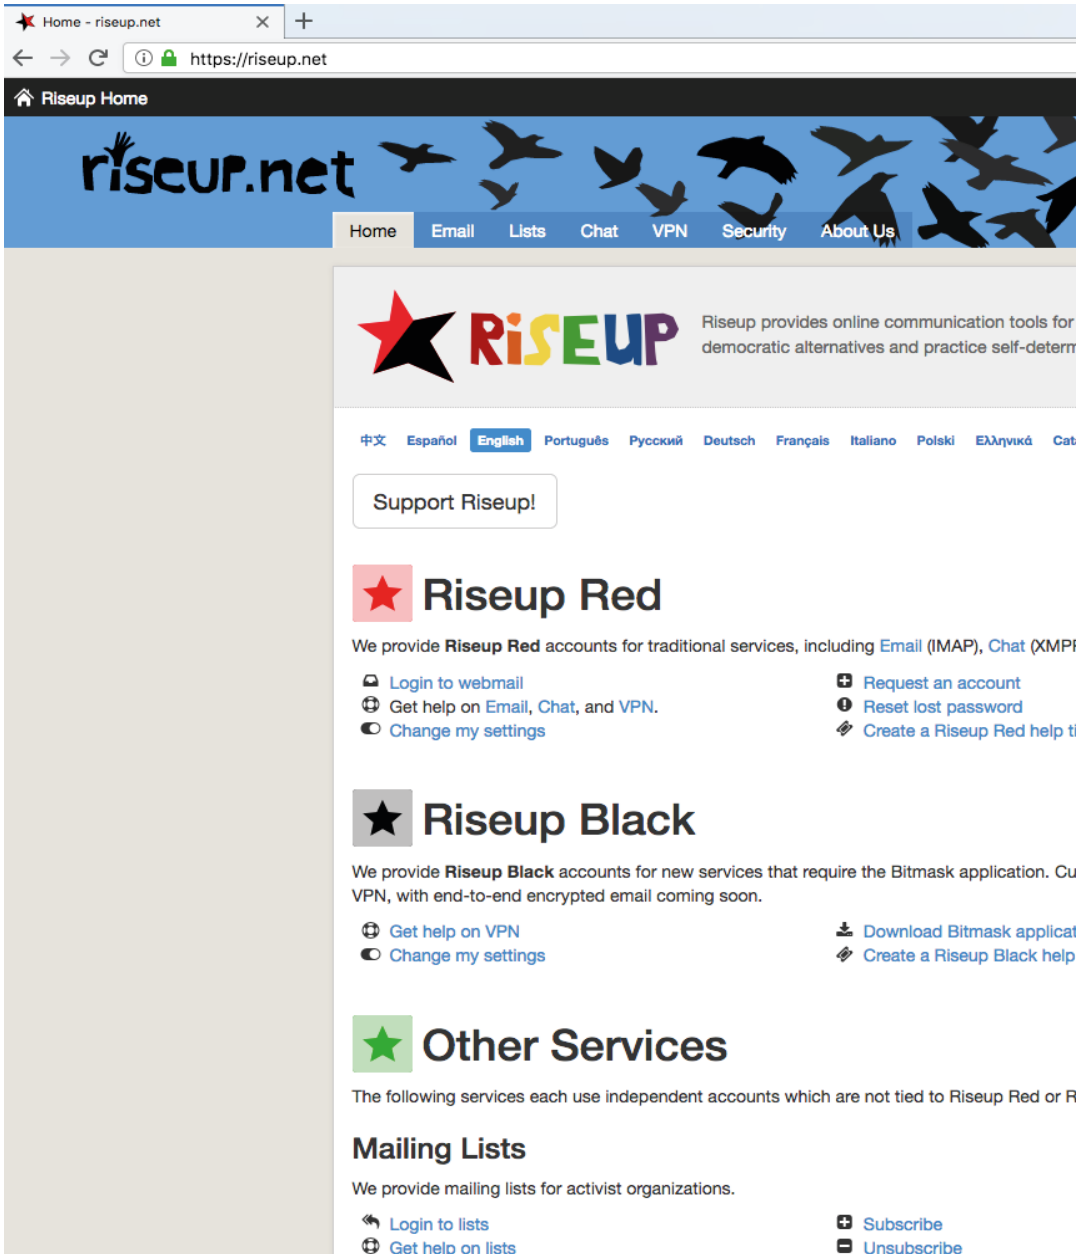 Home - riseup.net
https://riseup.net
Riseup Home
riseup.net
Home Email Lists Chat VPN Security About Us
RiSEUP
Riseup provides online communication tools for
democratic alternatives and practice self-determ
中文 Español English Português Русский Deutsch Français Italiano Polski Ελληνικά Cat
Support Riseup!
Riseup Red
We provide Riseup Red accounts for traditional services, including Email (IMAP), Chat (XMPP
Login to webmail
Request an account
Get help on Email, Chat, and VPN.
Reset lost password
Change my settings
Create a Riseup Red help ti
Riseup Black
We provide Riseup Black accounts for new services that require the Bitmask application. Cu
VPN, with end-to-end encrypted email coming soon.
Get help on VPN
Download Bitmask applicat
Change my settings
Create a Riseup Black help
Other Services
The following services each use independent accounts which are not tied to Riseup Red or R
Mailing Lists
We provide mailing lists for activist organizations.
Login to lists
Subscribe
Get help on lists
Unsubscribe